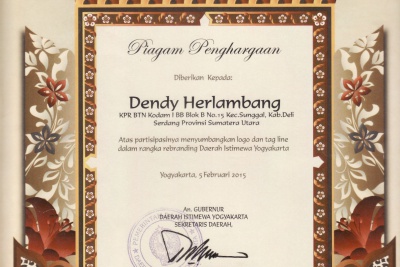 Piagam Penghargaan
Diberikan Kepada:
Dendy Herlambang
KPR BTN Kodam I BB Blok B No.15 Kec.Sunggal, Kab.Deli
Serdang Provinsi Sumatera Utara
Atas partisipasinya menyumbangkan logo dan tag line
dalam rangka rebranding Daerah Istimewa Yogyakarta
Yogyakarta, 5 Februari 2015
An. GUBERNUR
DAERAH ISTIMEWA YOGYAKARTA
SEKRETARIS DAERAH,